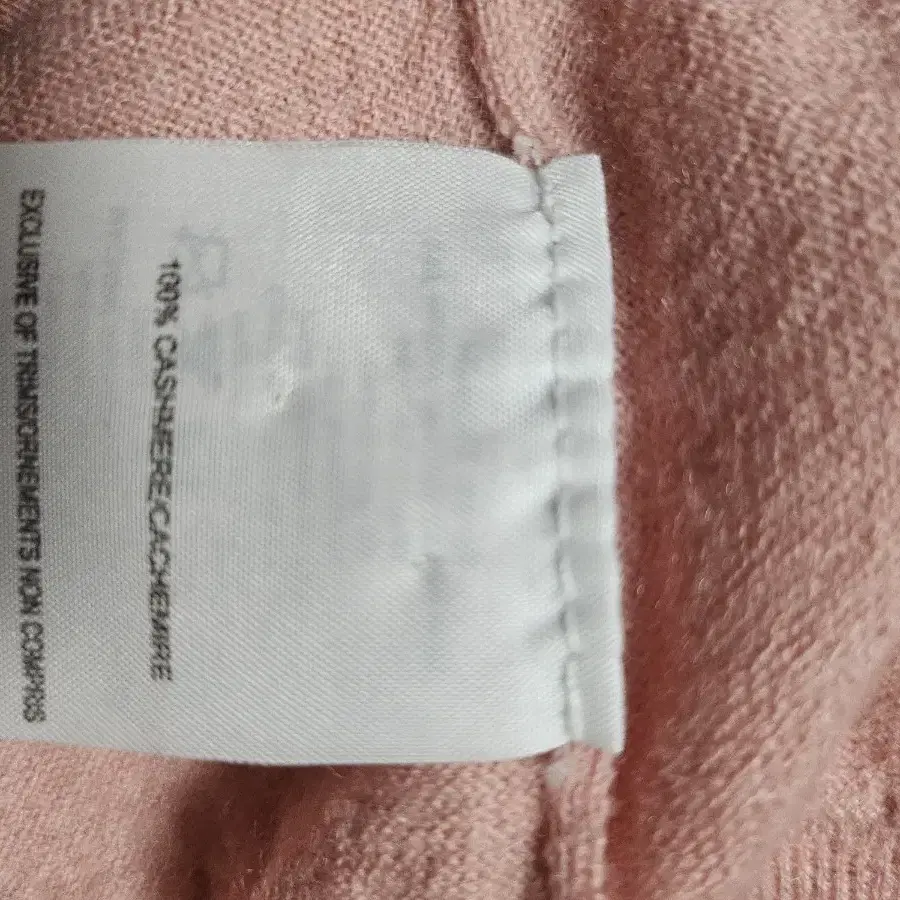 100% CASHMERE/CACHEMIRE
EXCLUSIVE OF TRIMS/ORNEMENTS NON COMPRIS